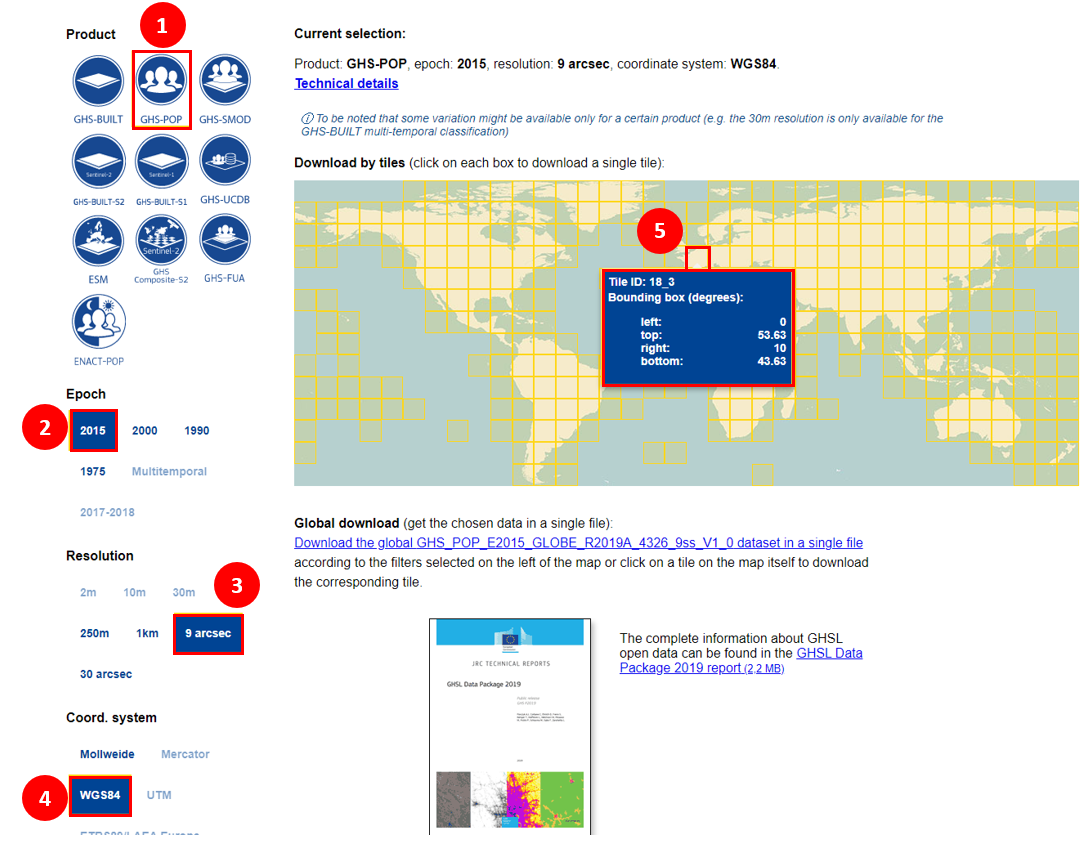 Product
1
GHS-BUILT
GHS-POP
GHS-SMOD
Sentinel-2
Sentinel-1
GHS-BUILT-S2
GHS-BUILT-S1
GHS-UCDB
Sentinel-2
ESM
GHS
Composite-S2
GHS-FUA
ENACT-POP
Epoch
2
2015 2000 1990
1975 Multitemporal
2017-2018
Resolution
3
2m 10m 30m
250m 1km 9 arcsec
30 arcsec
Coord. system
Mollweide Mercator
4
WGS84 UTM
ETRS89/LAEA Europe
Current selection:
Product: GHS-POP, epoch: 2015, resolution: 9 arcsec, coordinate system: WGS84.
Technical details
To be noted that some variation might be available only for a certain product (e.g. the 30m resolution is only available for the
GHS-BUILT multi-temporal classification)
Download by tiles (click on each box to download a single tile):
5
Tile ID: 18_3
Bounding box (degrees):
left: 0
top: 53.63
right: 10
bottom: 43.63
Global download (get the chosen data in a single file):
Download the global GHS_POP_E2015_GLOBE_R2019A_4326_9ss_V1_0 dataset in a single file
according to the filters selected on the left of the map or click on a tile on the map itself to download
the corresponding tile.
JRC TECHNICAL REPORTS
GHSL Data Package 2019
The complete information about GHSL
open data can be found in the GHSL Data
Package 2019 report (2,2 MB)